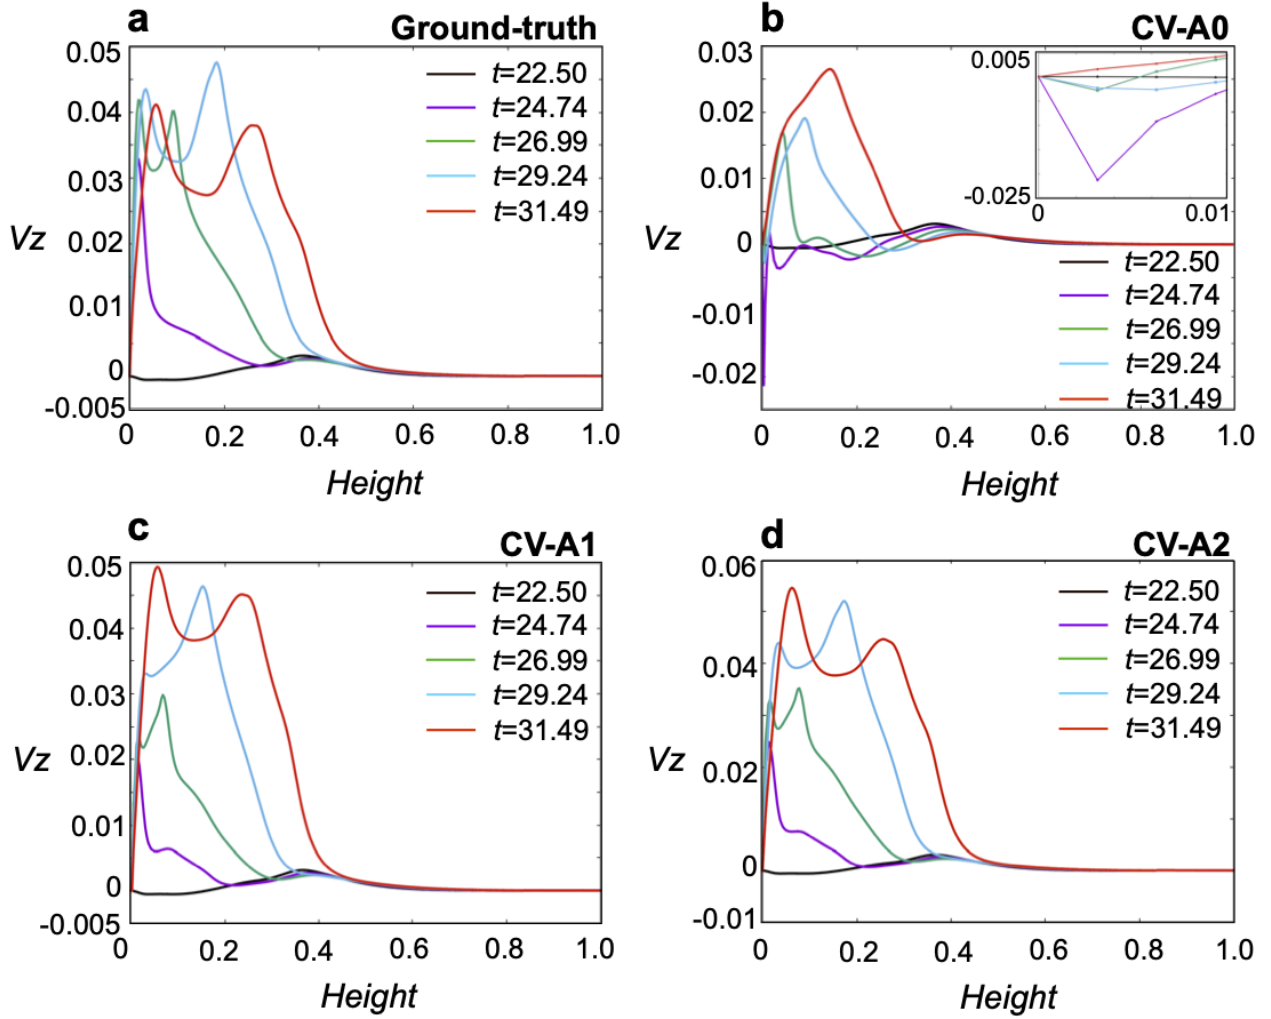 a
Ground-truth
0.05
0.04
0.03
0.02
0.01
0
-0.005
Vz
t=22.50
t=24.74
t=26.99
t=29.24
t=31.49
0
0.2
0.4
0.6
0.8
1.0
Height
b
CV-A0
0.03
0.02
0.01
0
-0.01
-0.02
Vz
0.005
-0.025
0
0.01
t=22.50
t=24.74
t=26.99
t=29.24
t=31.49
0
0.2
0.4
0.6
0.8
1.0
Height
c
CV-A1
0.05
0.04
0.03
0.02
0.01
0
-0.005
Vz
t=22.50
t=24.74
t=26.99
t=29.24
t=31.49
0
0.2
0.4
0.6
0.8
1.0
Height
d
CV-A2
0.06
0.04
0.02
0
-0.01
Vz
t=22.50
t=24.74
t=26.99
t=29.24
t=31.49
0
0.2
0.4
0.6
0.8
1.0
Height